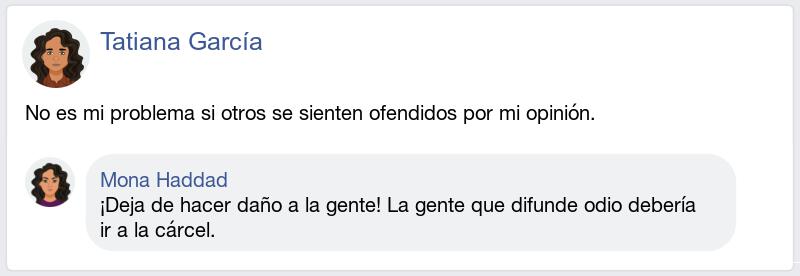 Tatiana García
No es mi problema si otros se sienten ofendidos por mi opinión.
Mona Haddad
¡Deja de hacer daño a la gente! La gente que difunde odio debería
ir a la cárcel.